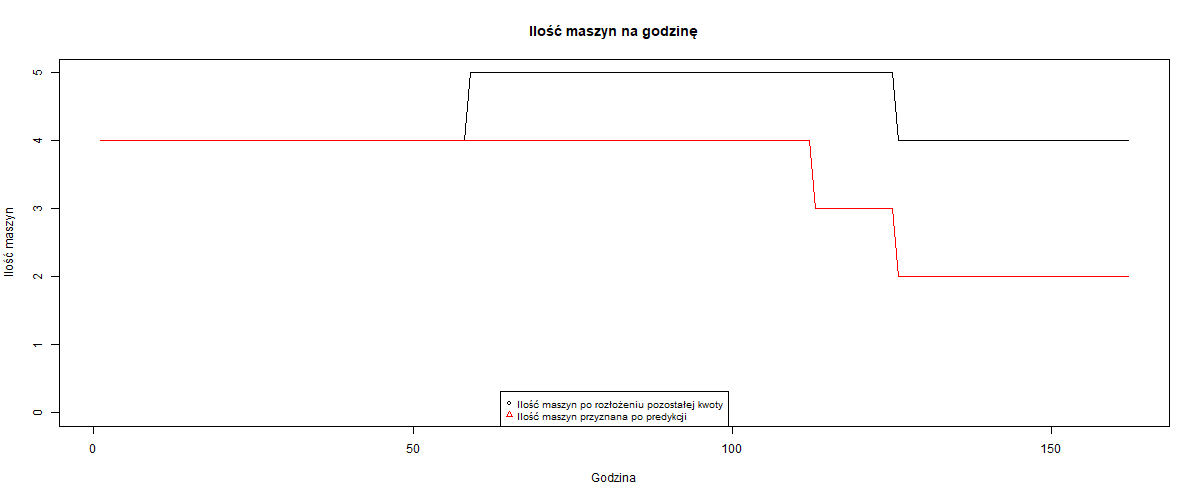 Ilość maszyn na godzinę
Ilość maszyn
5
4
3
2
1
0
Ilość maszyn po rozłożeniu pozostałej kwoty
Ilość maszyn przyznana po predykcji
0 50 100 150
Godzina